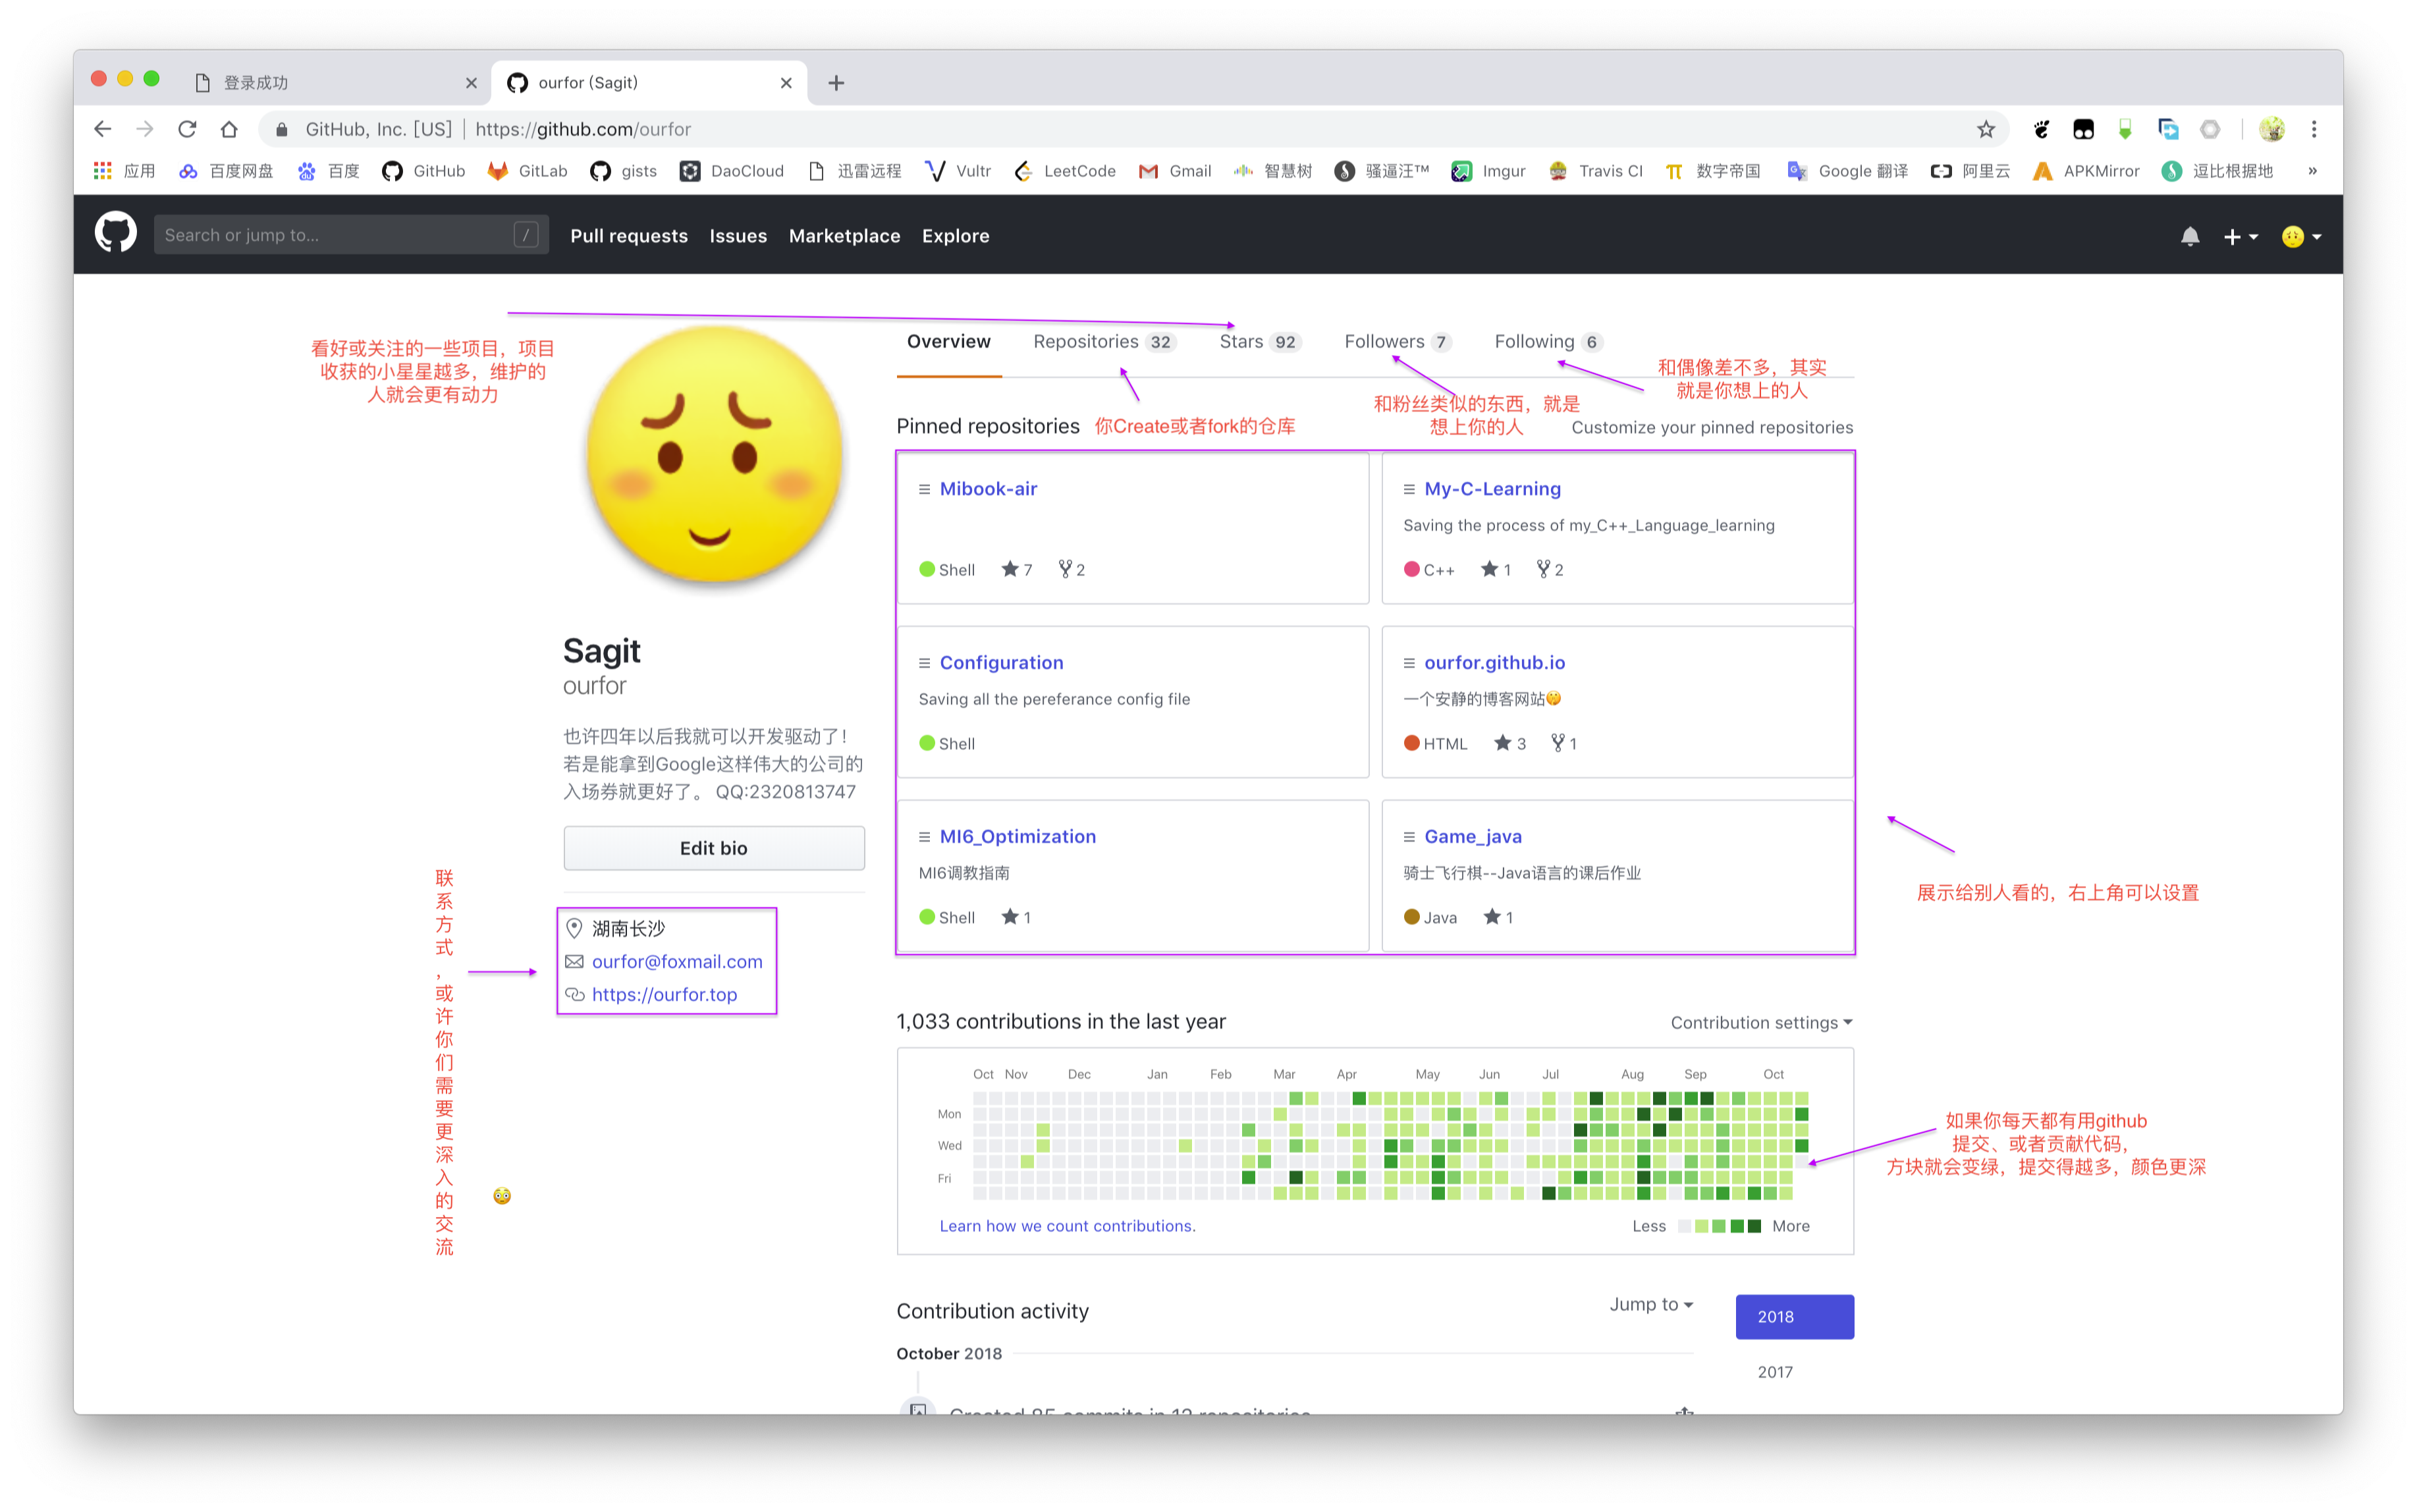 登录成功
ourfor (Sagit)
GitHub, Inc. [US] | https://github.com/ourfor
应用 百度网盘 百度 GitHub GitLab gists DaoCloud 迅雷远程 Vultr LeetCode Gmail 智慧树 骚逼汪™ Imgur Travis CI 数字帝国 Google 翻译 阿里云 APKMirror 逗比根据地 »
Search or jump to... / Pull requests Issues Marketplace Explore
看好或关注的一些项目，项目
收获的小星星越多，维护的
人就会更有动力
Overview Repositories 32 Stars 92 Followers 7 Following 6
和偶像差不多，其实
就是你想上的人
和粉丝类似的东西，就是
想上你的人
Pinned repositories 你Create或者fork的仓库
Customize your pinned repositories
Mibook-air
Shell 7 2
My-C-Learning
Saving the process of my_C++_Language_learning
C++ 1 2
Configuration
Saving all the pereferance config file
Shell
ourfor.github.io
一个安静的博客网站🤫
HTML 3 1
MI6_Optimization
MI6调教指南
Shell 1
Game_java
骑士飞行棋--Java语言的课后作业
Java 1
展示给别人看的，右上角可以设置
Sagit
ourfor
也许四年以后我就可以开发驱动了！
若是能拿到Google这样伟大的公司的
入场券就更好了。 QQ:2320813747
Edit bio
联系方式，或许你们需要更深入的交流
湖南长沙
ourfor@foxmail.com
https://ourfor.top
1,033 contributions in the last year
Contribution settings
Oct Nov Dec Jan Feb Mar Apr May Jun Jul Aug Sep Oct
Mon
Wed
Fri
Learn how we count contributions.
Less More
如果你每天都有用github
提交、或者贡献代码，
方块就会变绿，提交得越多，颜色更深
Contribution activity
Jump to
2018
2017
October 2018
Created 85 commits in 12 repositories